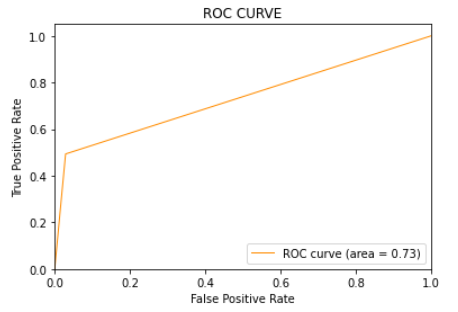 ROC CURVE
1.0
0.8
0.6
0.4
0.2
0.0
True Positive Rate
ROC curve (area = 0.73)
0.0 0.2 0.4 0.6 0.8 1.0
False Positive Rate